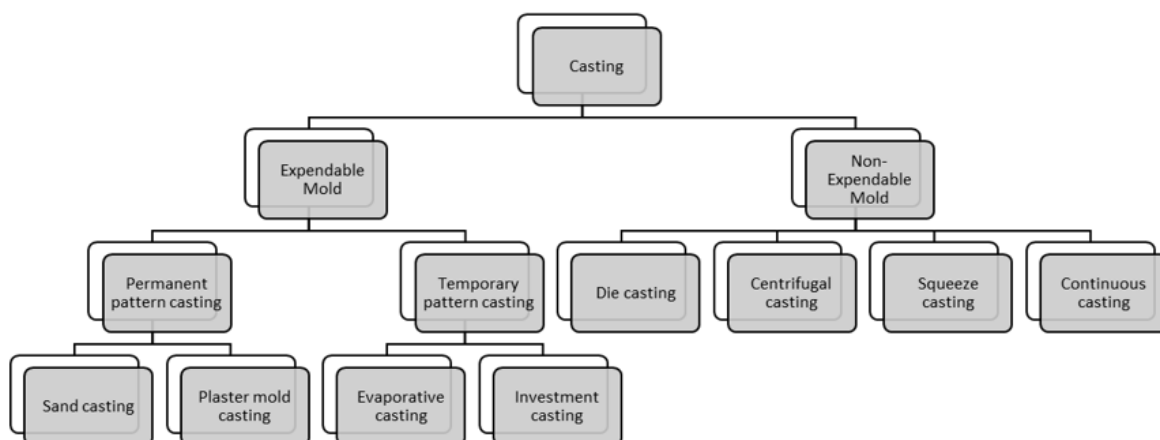 Casting
Expendable
Mold
Non-
Expendable
Mold
Permanent
pattern casting
Temporary
pattern casting
Die casting
Centrifugal
casting
Squeeze
casting
Continuous
casting
Sand casting
Plaster mold
casting
Evaporative
casting
Investment
casting